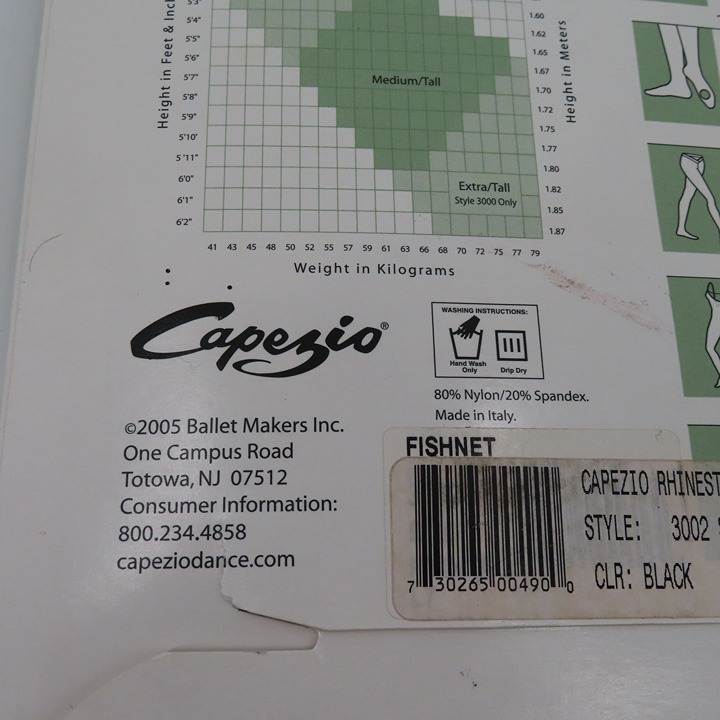 Height in Feet & Inc
5'3"
5'5"
5'6"
5'7"
5'8"
5'9"
5'10'
5 '11"
6'0"
6'1"
6'2"
Medium/Tall
Extra/Tall
Style 3000 Only
1.60
1.62
1.65
1.67
1.70
1.72
1.75
1.77
1.80
1.82
1.85
1.87
Height in Meters
41 43 45 48 50 52 55 57 59 61 63 66 68 70 72 75 77 79
Weight in Kilograms
Capezio®
WASHING INSTRUCTIONS:
Hand Wash Only
Drip Dry
80% Nylon/20% Spandex.
Made in Italy.
©2005 Ballet Makers Inc.
One Campus Road
Totowa, NJ 07512
Consumer Information:
800.234.4858
capeziodance.com
FISHNET
CAPEZIO RHINEST
STYLE: 3002
CLR: BLACK
7 30265 00490 0